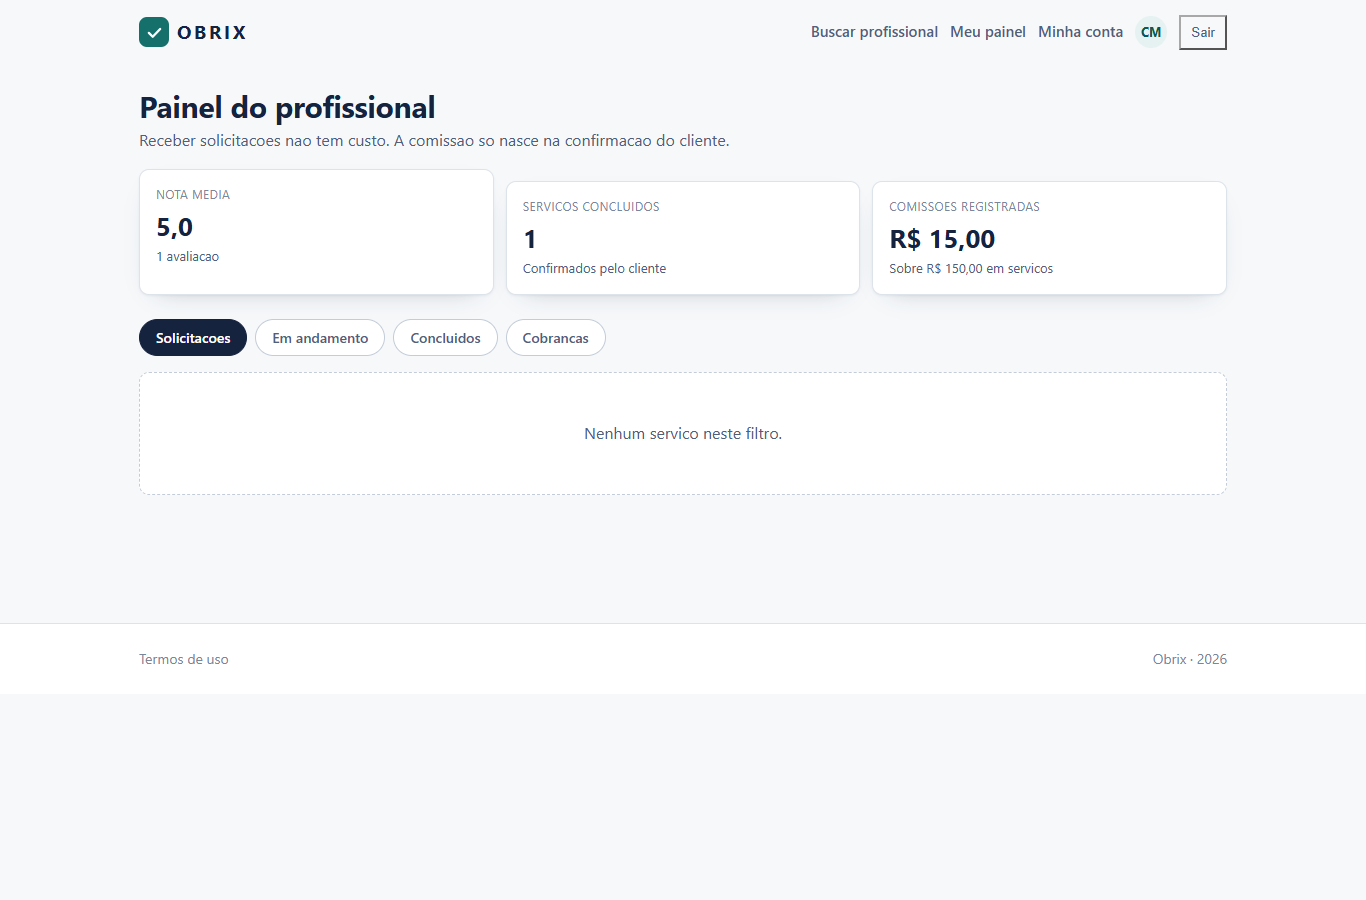 OBRIX
Buscar profissional Meu painel Minha conta CM Sair
Painel do profissional
Receber solicitacoes nao tem custo. A comissao so nasce na confirmacao do cliente.
NOTA MEDIA
5,0
1 avaliacao
SERVICOS CONCLUIDOS
1
Confirmados pelo cliente
COMISSOES REGISTRADAS
R$ 15,00
Sobre R$ 150,00 em servicos
Solicitacoes Em andamento Concluidos Cobrancas
Nenhum servico neste filtro.
Termos de uso Obrix · 2026